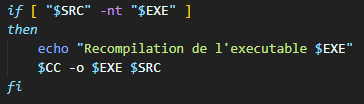 if [ "$SRC" -nt "$EXE" ]
then
echo "Recompilation de l’executable $EXE"
$CC -o $EXE $SRC
fi